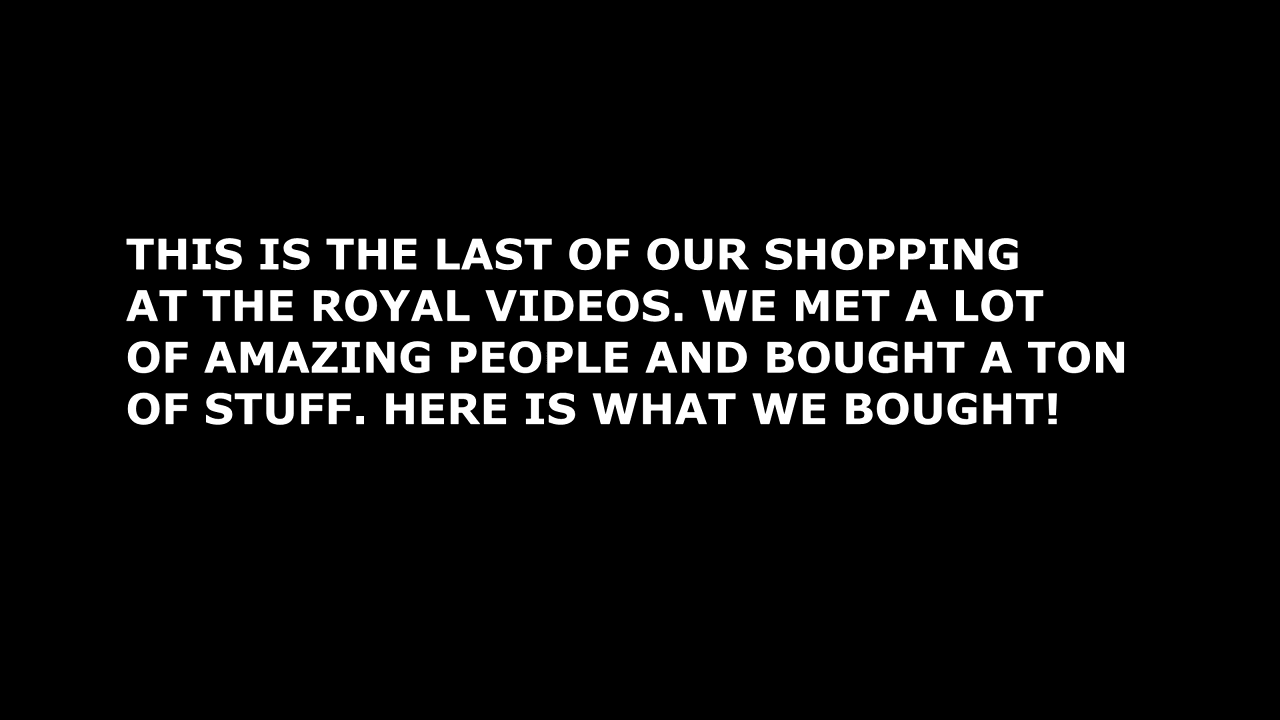 THIS IS THE LAST OF OUR SHOPPING
AT THE ROYAL VIDEOS. WE MET A LOT
OF AMAZING PEOPLE AND BOUGHT A TON
OF STUFF. HERE IS WHAT WE BOUGHT!